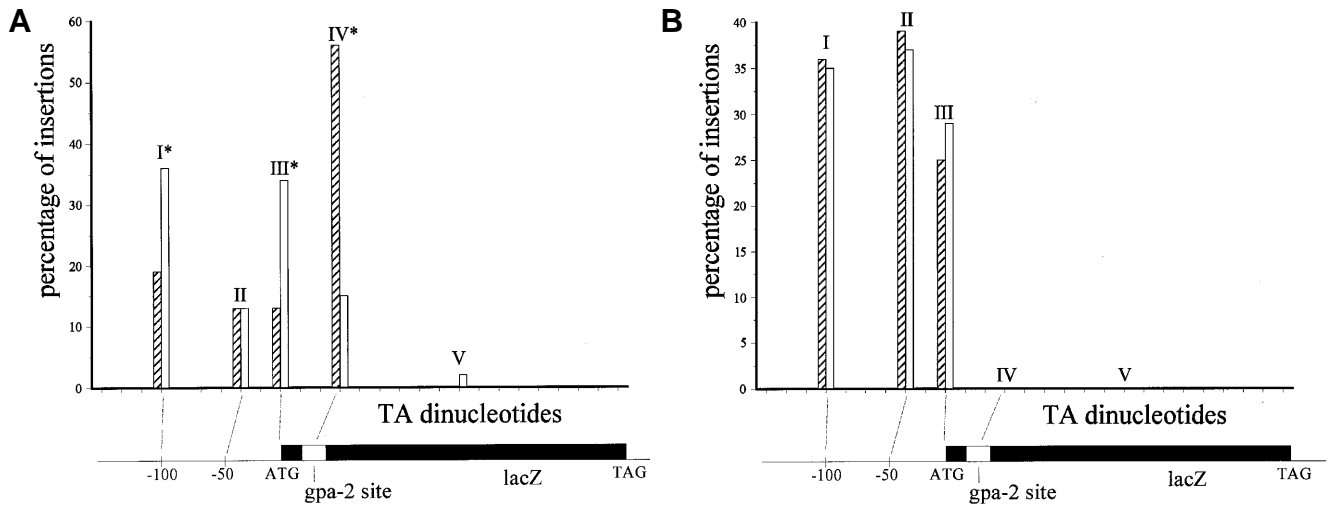 A
percentage of insertions
60
50
40
30
20
10
0
I*
II
III*
IV*
V
TA dinucleotides
-100
-50
ATG
gpa-2 site
lacZ
TAG
B
percentage of insertions
40
35
30
25
20
15
10
5
0
I
II
III
IV
V
TA dinucleotides
-100
-50
ATG
gpa-2 site
lacZ
TAG